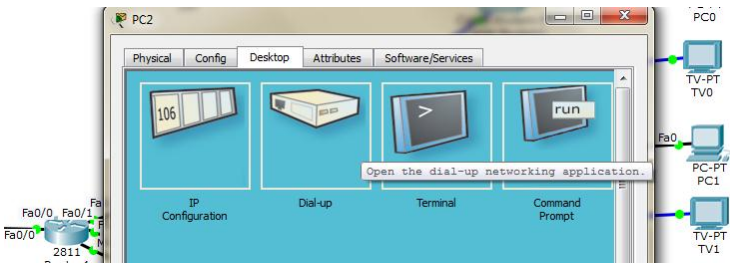 PC2
PC0
Physical Config Desktop Attributes Software/Services
TV-PT
TV0
106
>
run
Fa0
Open the dial-up networking application.
PC-PT
PC1
IP
Configuration
Dial-up
Terminal
Command
Prompt
Fa0/0 Fa0/1
Fa
Fa0/0
2811
TV-PT
TV1